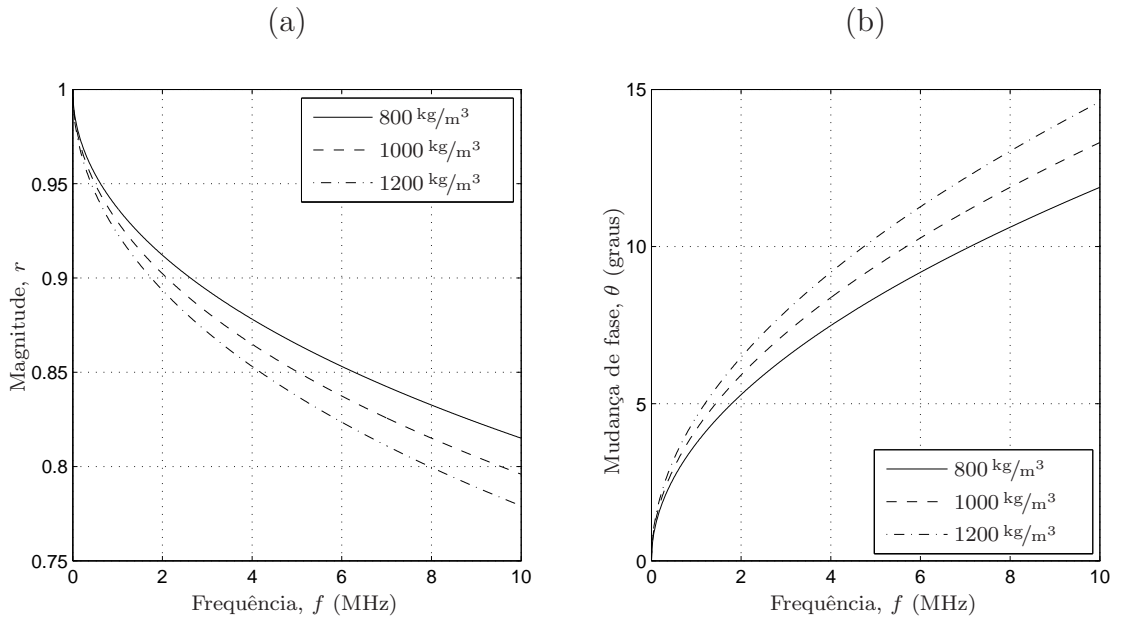 (a)
1
0.95
0.9
0.85
0.8
0.75
0
2
4
6
8
10
Magnitude, r
Frequência, f (MHz)
800 kg/m³
1000 kg/m³
1200 kg/m³
(b)
15
10
5
0
0
2
4
6
8
10
Mudança de fase, θ (graus)
Frequência, f (MHz)
800 kg/m³
1000 kg/m³
1200 kg/m³